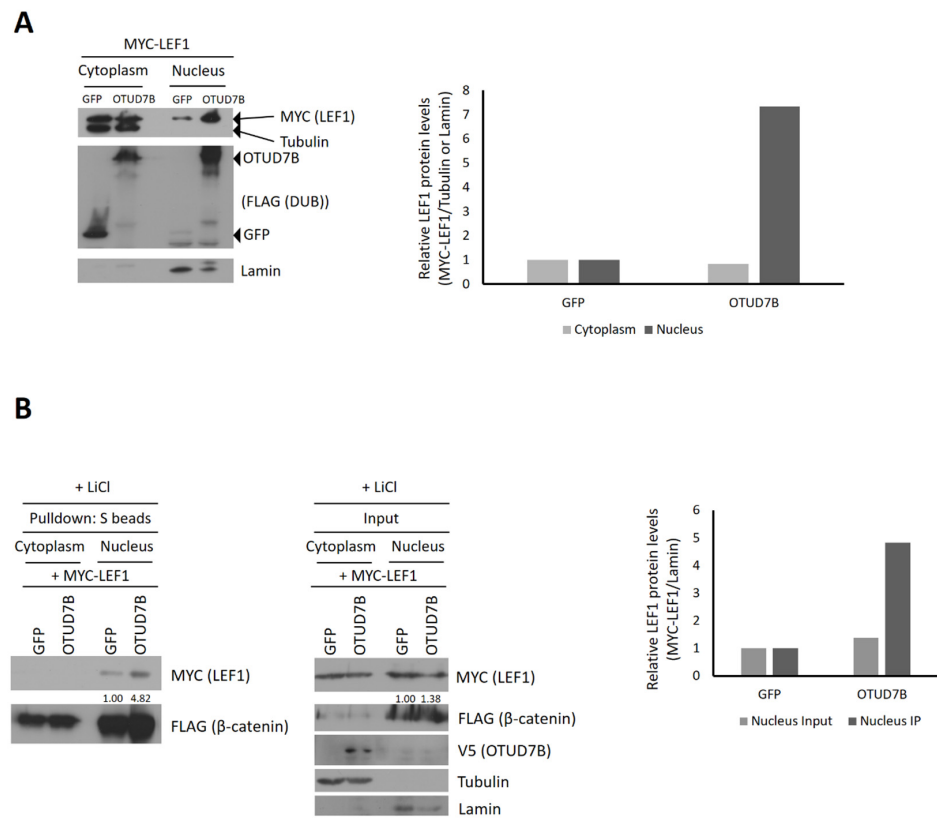 A
MYC-LEF1
Cytoplasm Nucleus
GFP OTUD7B GFP OTUD7B
MYC (LEF1)
Tubulin
OTUD7B
(FLAG (DUB))
GFP
Lamin
Relative LEF1 protein levels
(MYC-LEF1/Tubulin or Lamin)
8
7
6
5
4
3
2
1
0
GFP OTUD7B
Cytoplasm Nucleus
B
+ LiCl
Pulldown: S beads
Cytoplasm Nucleus
+ MYC-LEF1
GFP OTUD7B GFP OTUD7B
MYC (LEF1)
1.00 4.82
FLAG (β-catenin)
+ LiCl
Input
Cytoplasm Nucleus
+ MYC-LEF1
GFP OTUD7B GFP OTUD7B
MYC (LEF1)
1.00 1.38
FLAG (β-catenin)
V5 (OTUD7B)
Tubulin
Lamin
Relative LEF1 protein levels
(MYC-LEF1/Lamin)
6
5
4
3
2
1
0
GFP OTUD7B
Nucleus Input Nucleus IP